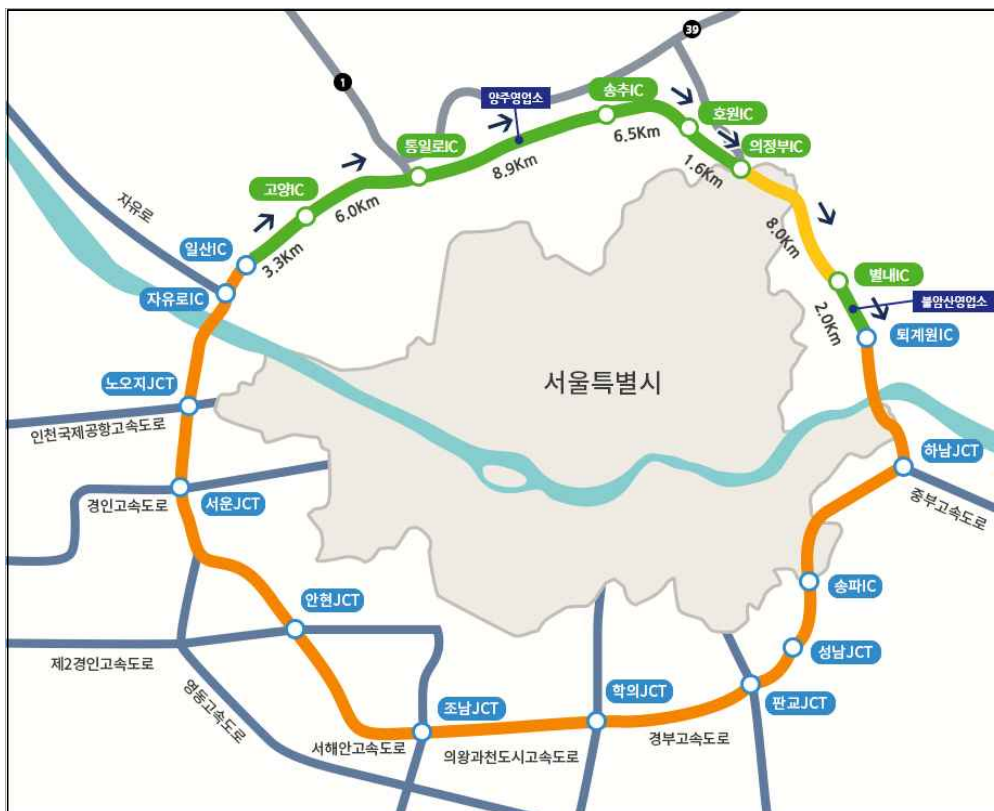 39
1
양주영업소
송추IC
호원IC
통일로IC
6.5Km
의정부IC
8.9Km
1.6Km
고양IC
6.0Km
자유로
일산IC
3.3Km
8.0Km
별내IC
자유로IC
불암산영업소
2.0Km
퇴계원IC
노오지JCT
서울특별시
인천국제공항고속도로
하남JCT
경인고속도로
서운JCT
중부고속도로
송파IC
안현JCT
성남JCT
제2경인고속도로
영동고속도로
학의JCT
판교JCT
조남JCT
서해안고속도로
의왕과천도시고속도로
경부고속도로